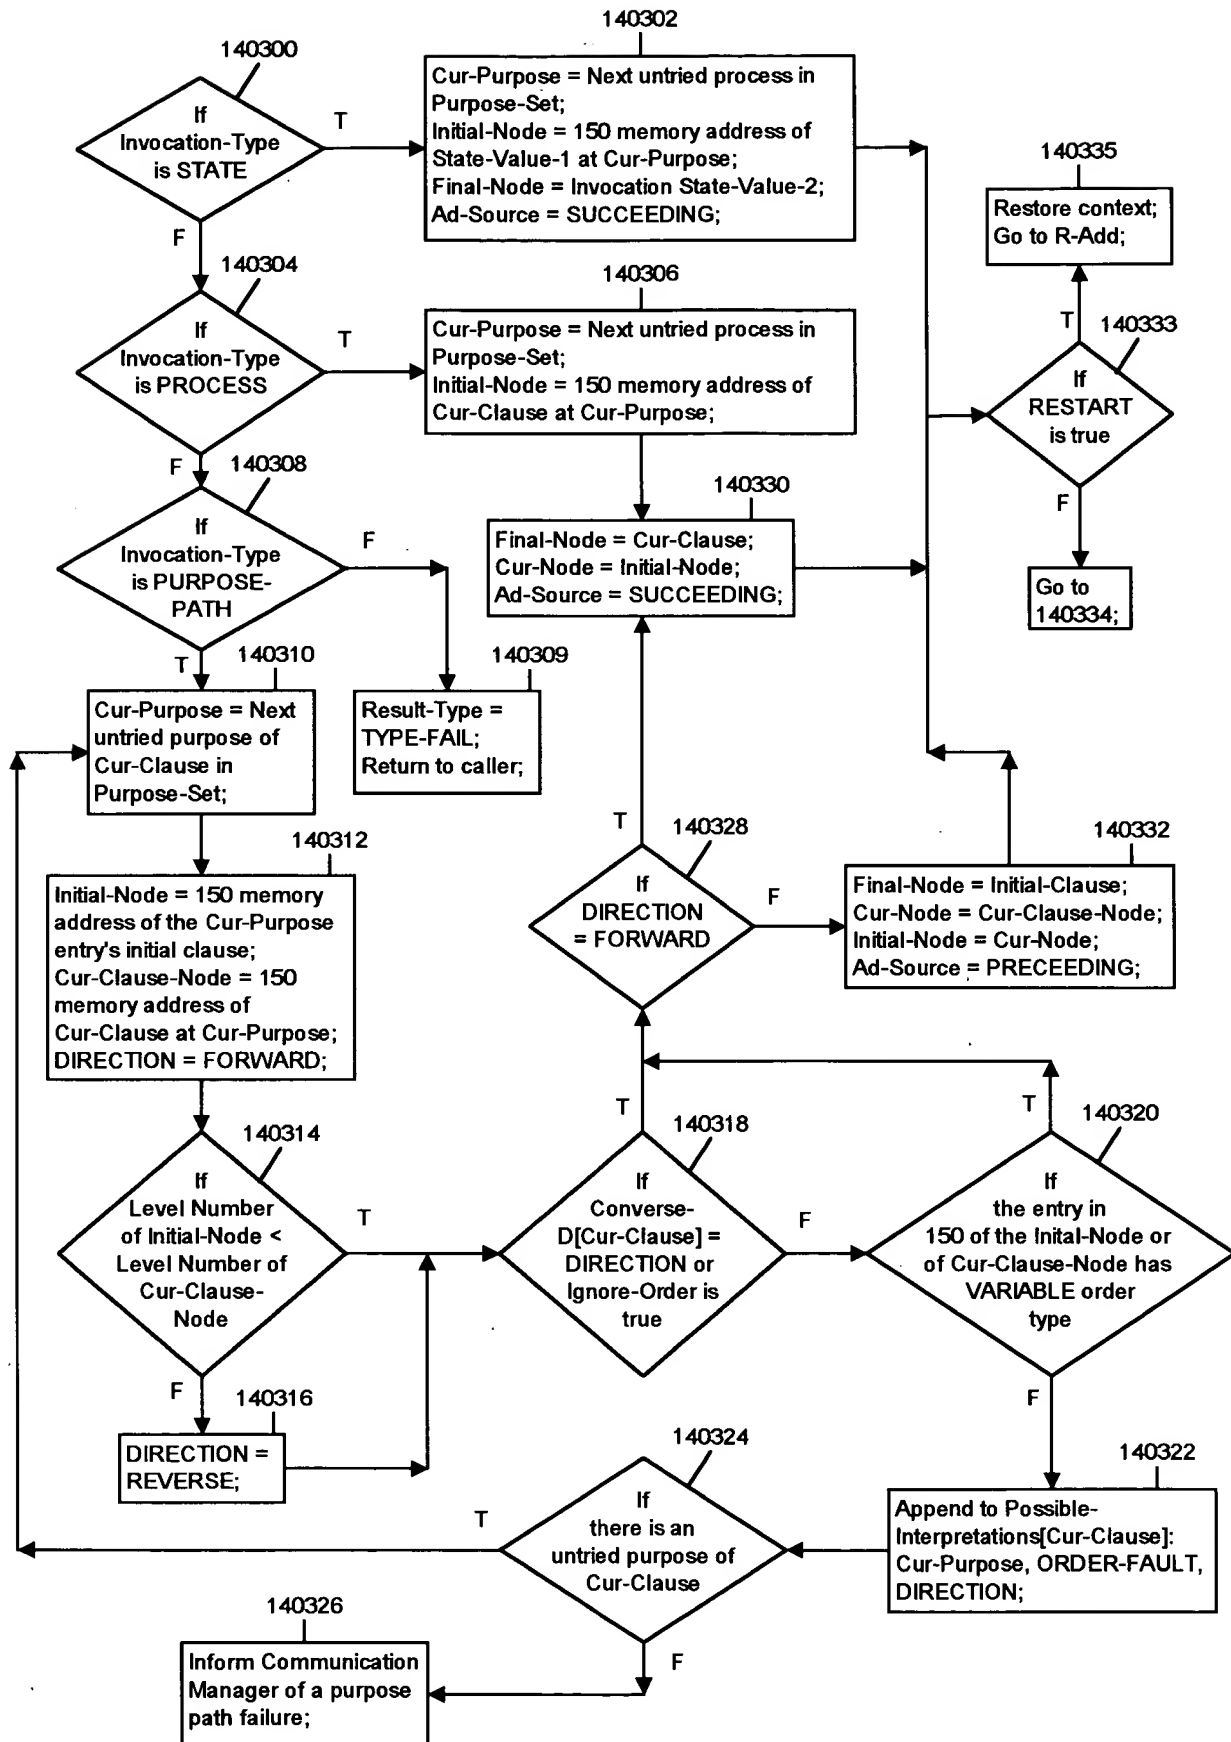 140302
140300
Cur-Purpose = Next untried process in
Purpose-Set;
Initial-Node = 150 memory address of
State-Value-1 at Cur-Purpose;
Final-Node = Invocation State-Value-2;
Ad-Source = SUCCEEDING;
If
Invocation-Type
is STATE
T
F
140335
Restore context;
Go to R-Add;
140304
140306
Cur-Purpose = Next untried process in
Purpose-Set;
Initial-Node = 150 memory address of
Cur-Clause at Cur-Purpose;
If
Invocation-Type
is PROCESS
T
F
T
140333
If
RESTART
is true
F
Go to
140334;
140308
If
Invocation-Type
is PURPOSE-
PATH
F
T
140330
Final-Node = Cur-Clause;
Cur-Node = Initial-Node;
Ad-Source = SUCCEEDING;
140310
Cur-Purpose = Next
untried purpose of
Cur-Clause in
Purpose-Set;
140309
Result-Type =
TYPE-FAIL;
Return to caller;
140312
Initial-Node = 150 memory
address of the Cur-Purpose
entry's initial clause;
Cur-Clause-Node = 150
memory address of
Cur-Clause at Cur-Purpose;
DIRECTION = FORWARD;
T
140328
If
DIRECTION
= FORWARD
F
140332
Final-Node = Initial-Clause;
Cur-Node = Cur-Clause-Node;
Initial-Node = Cur-Node;
Ad-Source = PRECEEDING;
140314
If
Level Number
of Initial-Node <
Level Number of
Cur-Clause-
Node
T
F
T
140318
If
Converse-
D[Cur-Clause] =
DIRECTION or
Ignore-Order is
true
F
T
140320
If
the entry in
150 of the Inital-Node or
of Cur-Clause-Node has
VARIABLE order
type
F
140316
DIRECTION =
REVERSE;
140324
If
there is an
untried purpose of
Cur-Clause
T
F
140322
Append to Possible-
Interpretations[Cur-Clause]:
Cur-Purpose, ORDER-FAULT,
DIRECTION;
140326
Inform Communication
Manager of a purpose
path failure;